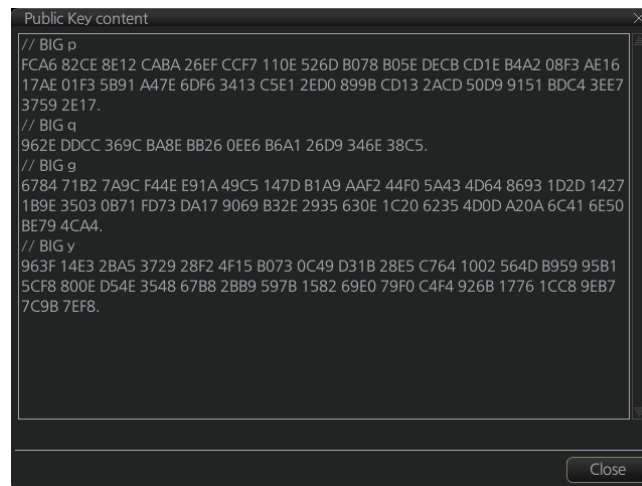 Public Key content
// BIG p
FCA6 82CE 8E12 CABA 26EF CCF7 110E 526D B078 B05E DECB CD1E B4A2 08F3 AE16
17AE 01F3 5B91 A47E 6DF6 3413 C5E1 2ED0 899B CD13 2ACD 50D9 9151 BDC4 3EE7
3759 2E17.
// BIG q
962E DDCC 369C BA8E BB26 0EE6 B6A1 26D9 346E 38C5.
// BIG g
6784 71B2 7A9C F44E E91A 49C5 147D B1A9 AAF2 44F0 5A43 4D64 8693 1D2D 1427
1B9E 3503 0B71 FD73 DA17 9069 B32E 2935 630E 1C20 6235 4D0D A20A 6C41 6E50
BE79 4CA4.
// BIG y
963F 14E3 2BA5 3729 28F2 4F15 B073 0C49 D31B 28E5 C764 1002 564D B959 95B1
5CF8 800E D54E 3548 67B8 2BB9 597B 1582 69E0 79F0 C4F4 926B 1776 1CC8 9EB7
7C9B 7EF8.
Close